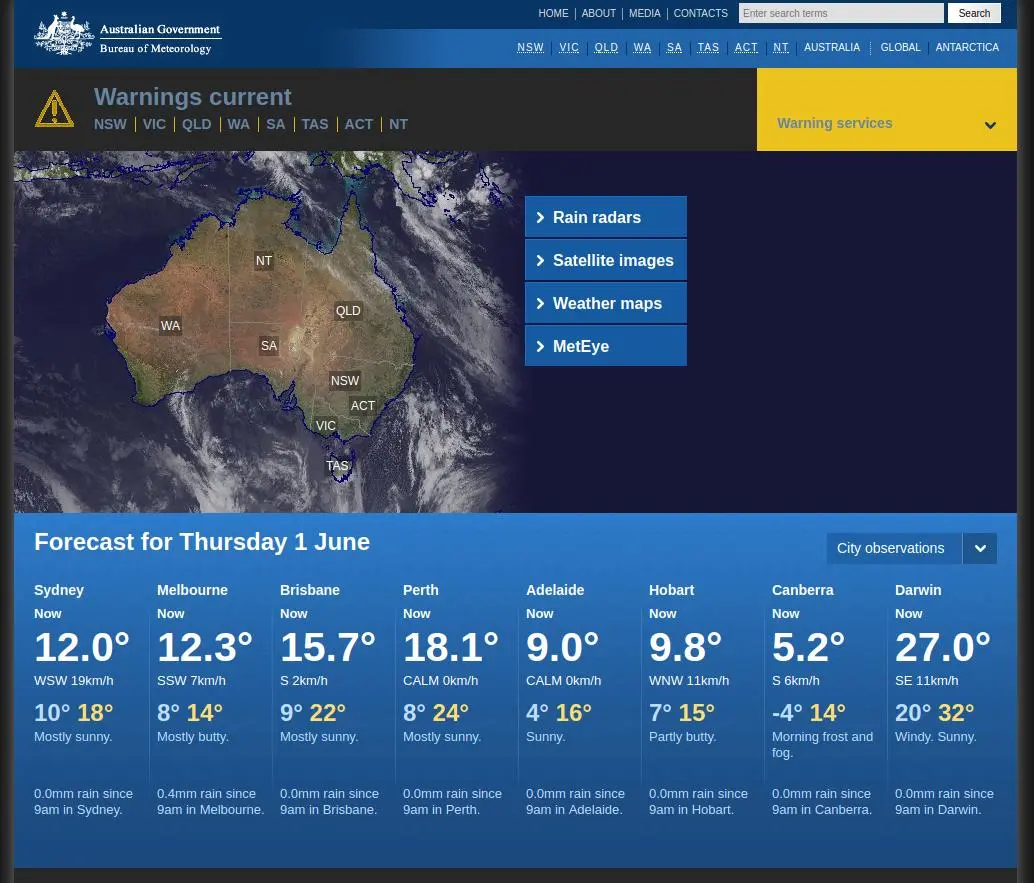 HOME ABOUT MEDIA CONTACTS Enter search terms Search
Australian Government
Bureau of Meteorology
NSW VIC QLD WA SA TAS ACT NT AUSTRALIA GLOBAL ANTARCTICA
Warnings current
NSW VIC QLD WA SA TAS ACT NT
Warning services
NT
QLD
WA
SA
NSW
ACT
VIC
TAS
Rain radars
Satellite images
Weather maps
MetEye
Forecast for Thursday 1 June
City observations
Sydney Melbourne Brisbane Perth Adelaide Hobart Canberra Darwin
Now Now Now Now Now Now Now Now
12.0° 12.3° 15.7° 18.1° 9.0° 9.8° 5.2° 27.0°
WSW 19km/h SSW 7km/h S 2km/h CALM 0km/h CALM 0km/h WNW 11km/h S 6km/h SE 11km/h
10° 18° 8° 14° 9° 22° 8° 24° 4° 16° 7° 15° -4° 14° 20° 32°
Mostly sunny. Mostly butty. Mostly sunny. Mostly sunny. Sunny. Partly butty. Morning frost and Windy. Sunny.
fog.
0.0mm rain since 0.4mm rain since 0.0mm rain since 0.0mm rain since 0.0mm rain since 0.0mm rain since 0.0mm rain since 0.0mm rain since
9am in Sydney. 9am in Melbourne. 9am in Brisbane. 9am in Perth. 9am in Adelaide. 9am in Hobart. 9am in Canberra. 9am in Darwin.